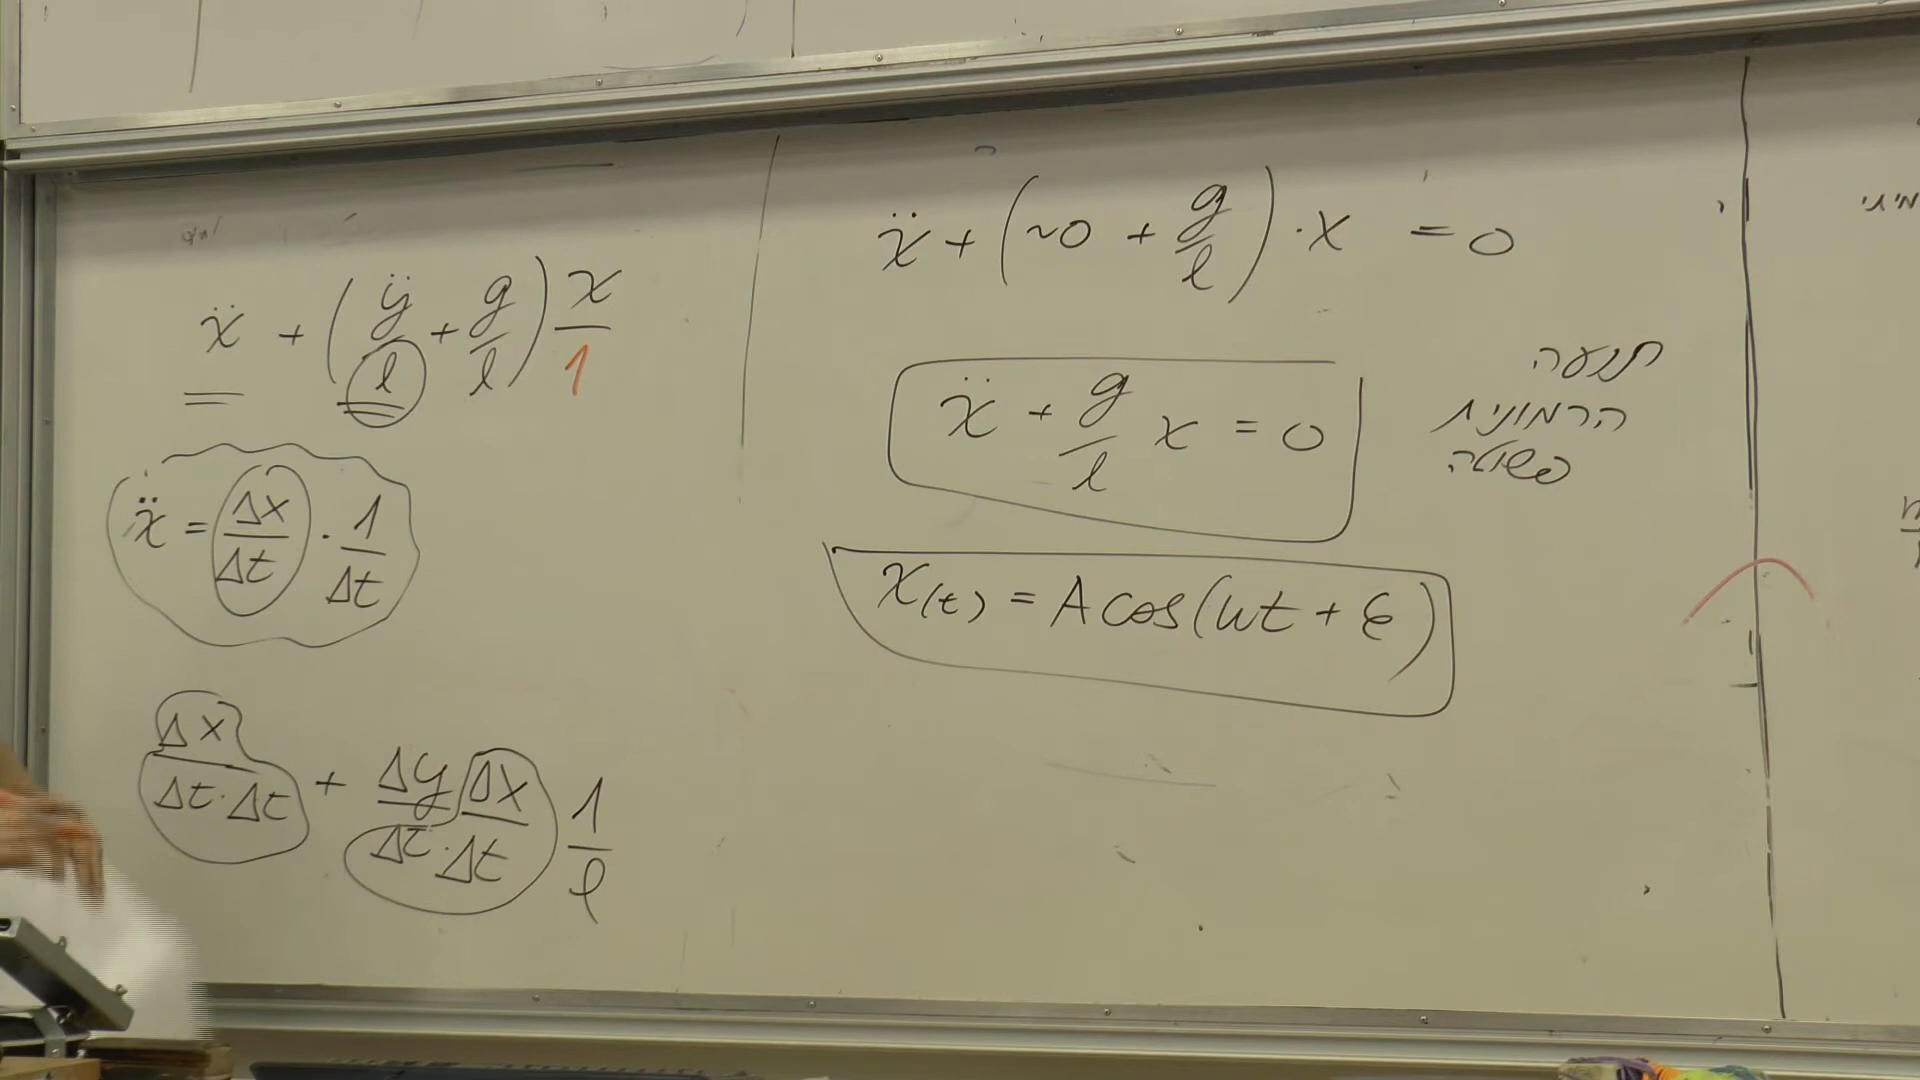 ẍ + (ÿ/l + g/l) x/1
ẍ = Δx/Δt · 1/Δt
Δx/Δt·Δt + Δy Δx/Δt·Δt 1/l
ẍ + (~0 + g/l) · x = 0
ẍ + g/l x = 0
תנועה
הרמונית
פשוטה
x(t) = A cos(ωt + ε)